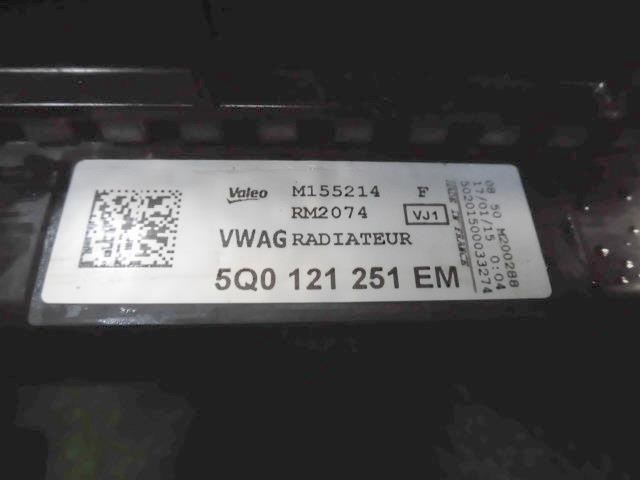 Valeo M155214 F
RM2074 VJ1
VWAG RADIATEUR
5Q0 121 251 EM
MADE IN FRANCE
08 50 M200288
17/01/15 0:04
50201500033274